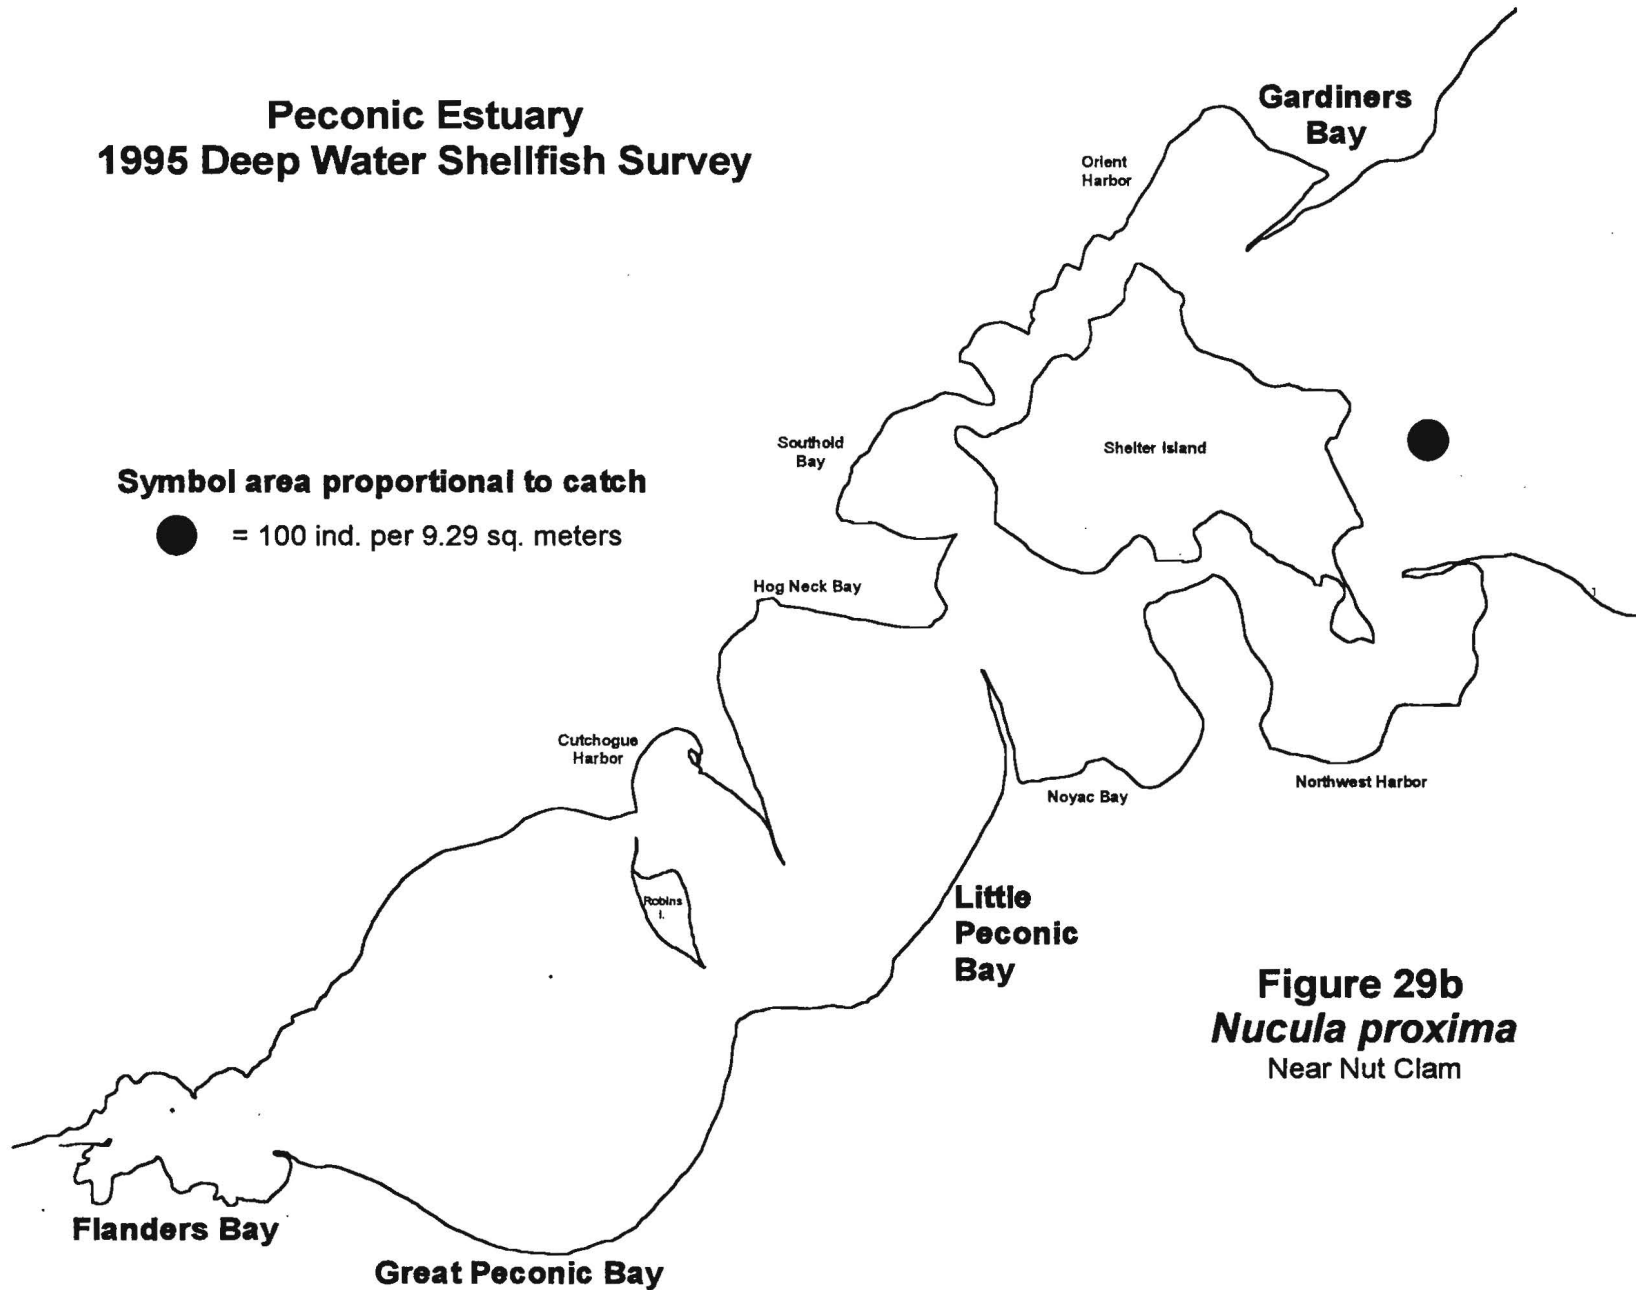 Peconic Estuary
1995 Deep Water Shellfish Survey
Gardiners
Bay
Orient
Harbor
Southold
Bay
Shelter Island
Symbol area proportional to catch
= 100 ind. per 9.29 sq. meters
Hog Neck Bay
Cutchogue
Harbor
Noyac Bay
Northwest Harbor
Robins
I.
Little
Peconic
Bay
Figure 29b
Nucula proxima
Near Nut Clam
Flanders Bay
Great Peconic Bay